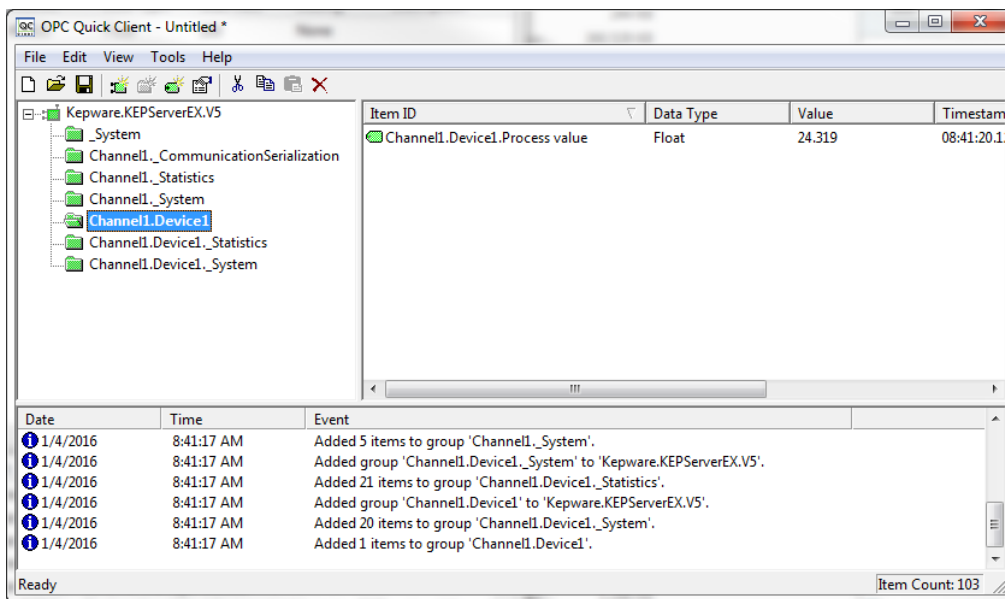 OPC Quick Client - Untitled *
File Edit View Tools Help
Kepware.KEPServerEX.V5
_System
Channel1._CommunicationSerialization
Channel1._Statistics
Channel1._System
Channel1.Device1
Channel1.Device1._Statistics
Channel1.Device1._System
Item ID Data Type Value Timestam
Channel1.Device1.Process value Float 24.319 08:41:20.1
Date Time Event
1/4/2016 8:41:17 AM Added 5 items to group 'Channel1._System'.
1/4/2016 8:41:17 AM Added group 'Channel1.Device1._System' to 'Kepware.KEPServerEX.V5'.
1/4/2016 8:41:17 AM Added 21 items to group 'Channel1.Device1._Statistics'.
1/4/2016 8:41:17 AM Added group 'Channel1.Device1' to 'Kepware.KEPServerEX.V5'.
1/4/2016 8:41:17 AM Added 20 items to group 'Channel1.Device1._System'.
1/4/2016 8:41:17 AM Added 1 items to group 'Channel1.Device1'.
Ready Item Count: 103